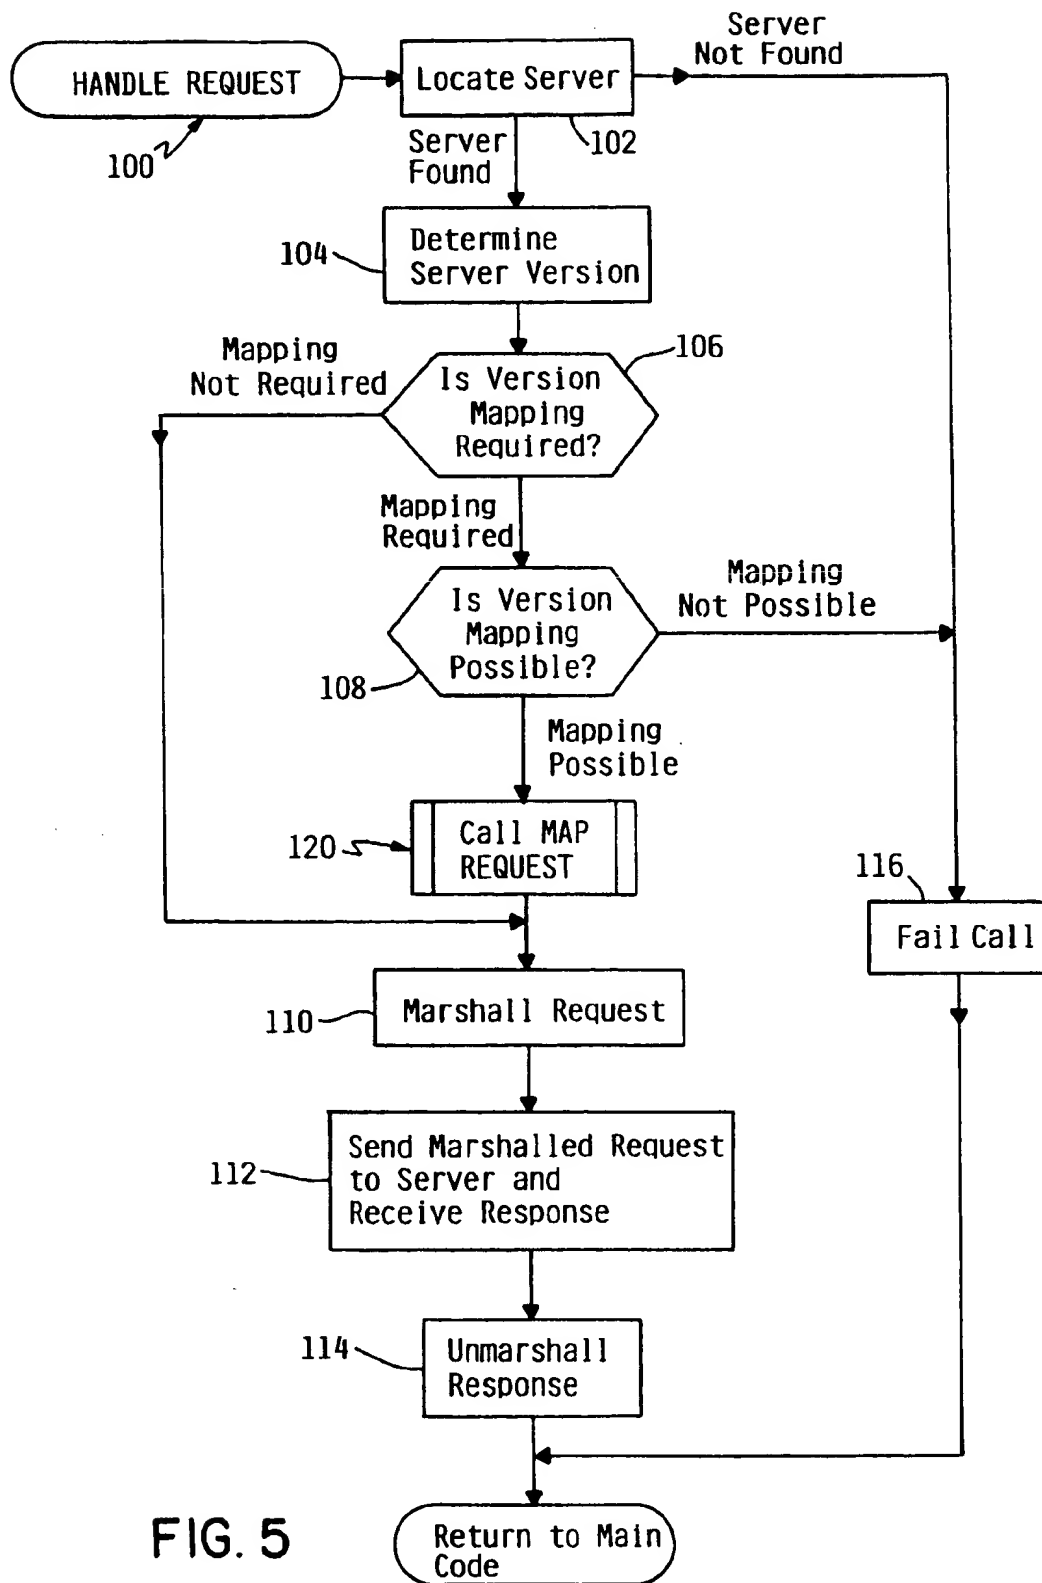 HANDLE REQUEST
100
Locate Server
102
Server
Not Found
Server
Found
104
Determine
Server Version
Mapping
Not Required
106
Is Version
Mapping
Required?
Mapping
Required
Is Version
Mapping
Possible?
108
Mapping
Not Possible
Mapping
Possible
120
Call MAP
REQUEST
116
Fail Call
110
Marshall Request
112
Send Marshalled Request
to Server and
Receive Response
114
Unmarshall
Response
FIG. 5
Return to Main
Code